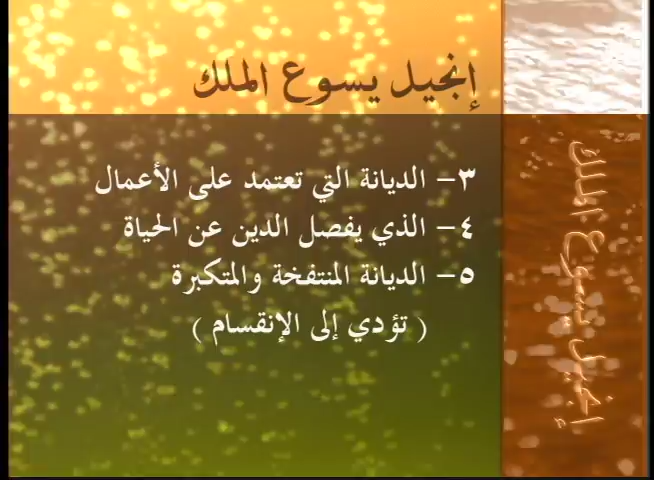 إنجيل يسوع الملك
٣- الديانة التي تعتمد على الأعمال
٤- الذي يفصل الدين عن الحياة
٥- الديانة المنتفخة والمتكبرة
( تؤدي إلى الإنقسام )
إنجيل يسوع الملك